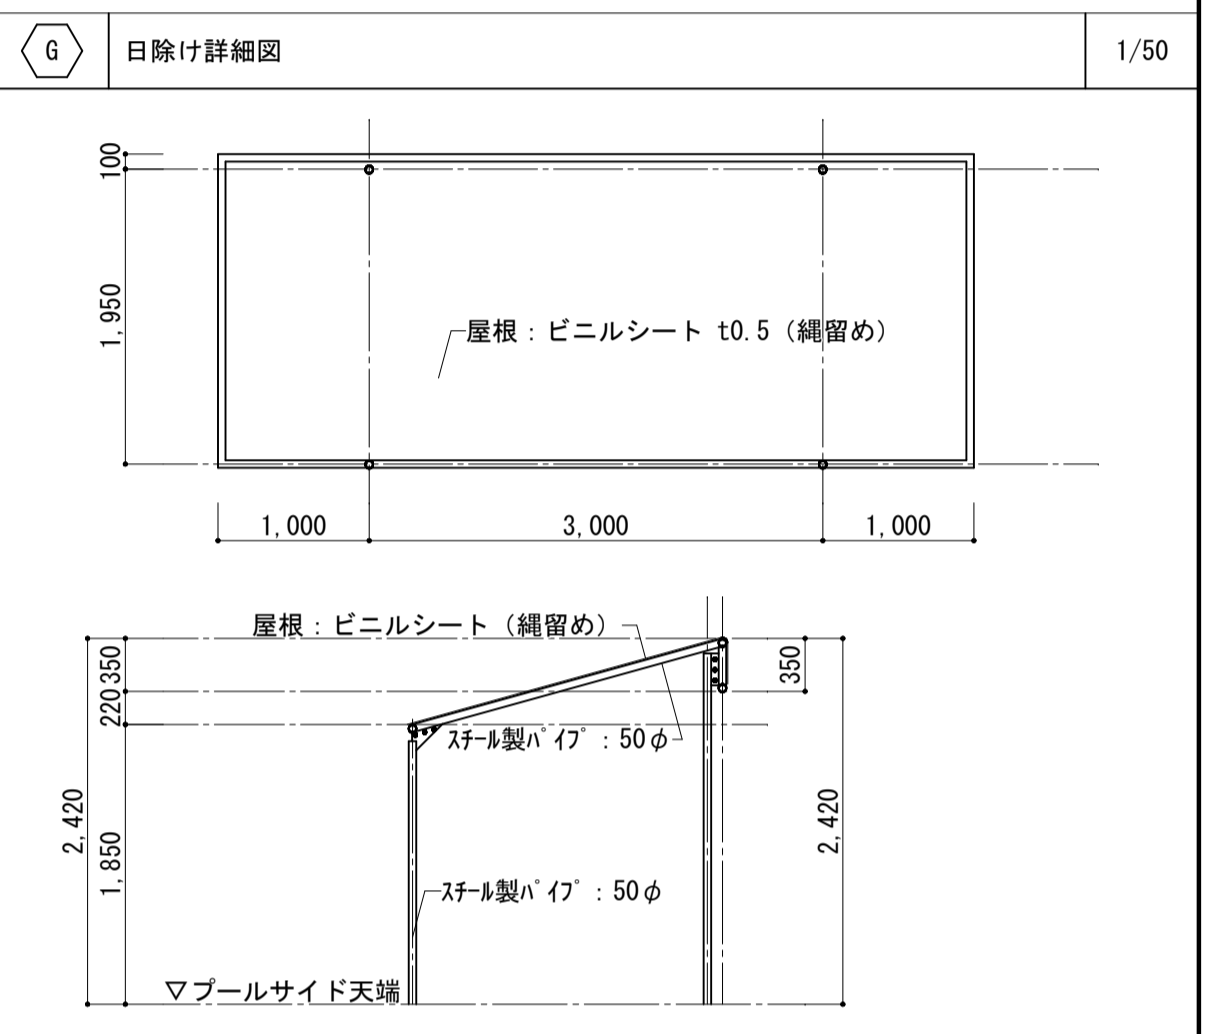 G
日除け詳細図
1/50
100
1,950
屋根：ビニルシート t0.5（縄留め）
1,000
3,000
1,000
屋根：ビニルシート（縄留め）
350
220
350
ｽﾁｰﾙ製ﾊﾟｲﾌﾟ：50φ
2,420
1,850
2,420
ｽﾁｰﾙ製ﾊﾟｲﾌﾟ：50φ
▽プールサイド天端